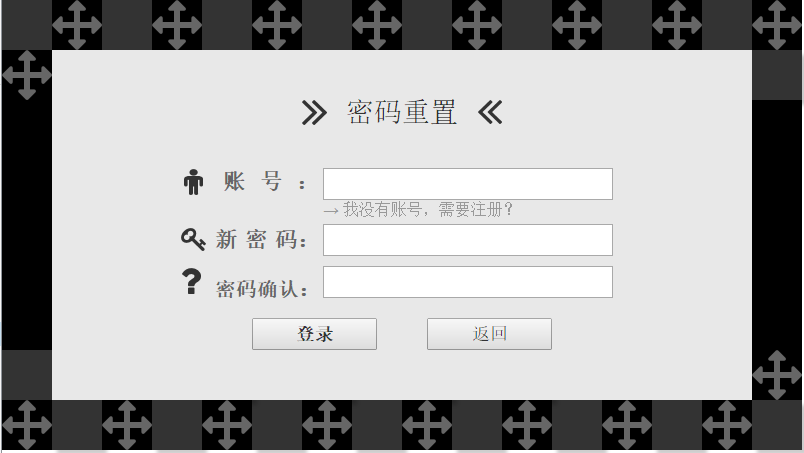 密码重置
账 号 ：
→ 我没有账号，需要注册？
新 密 码：
密码确认：
登录 返回